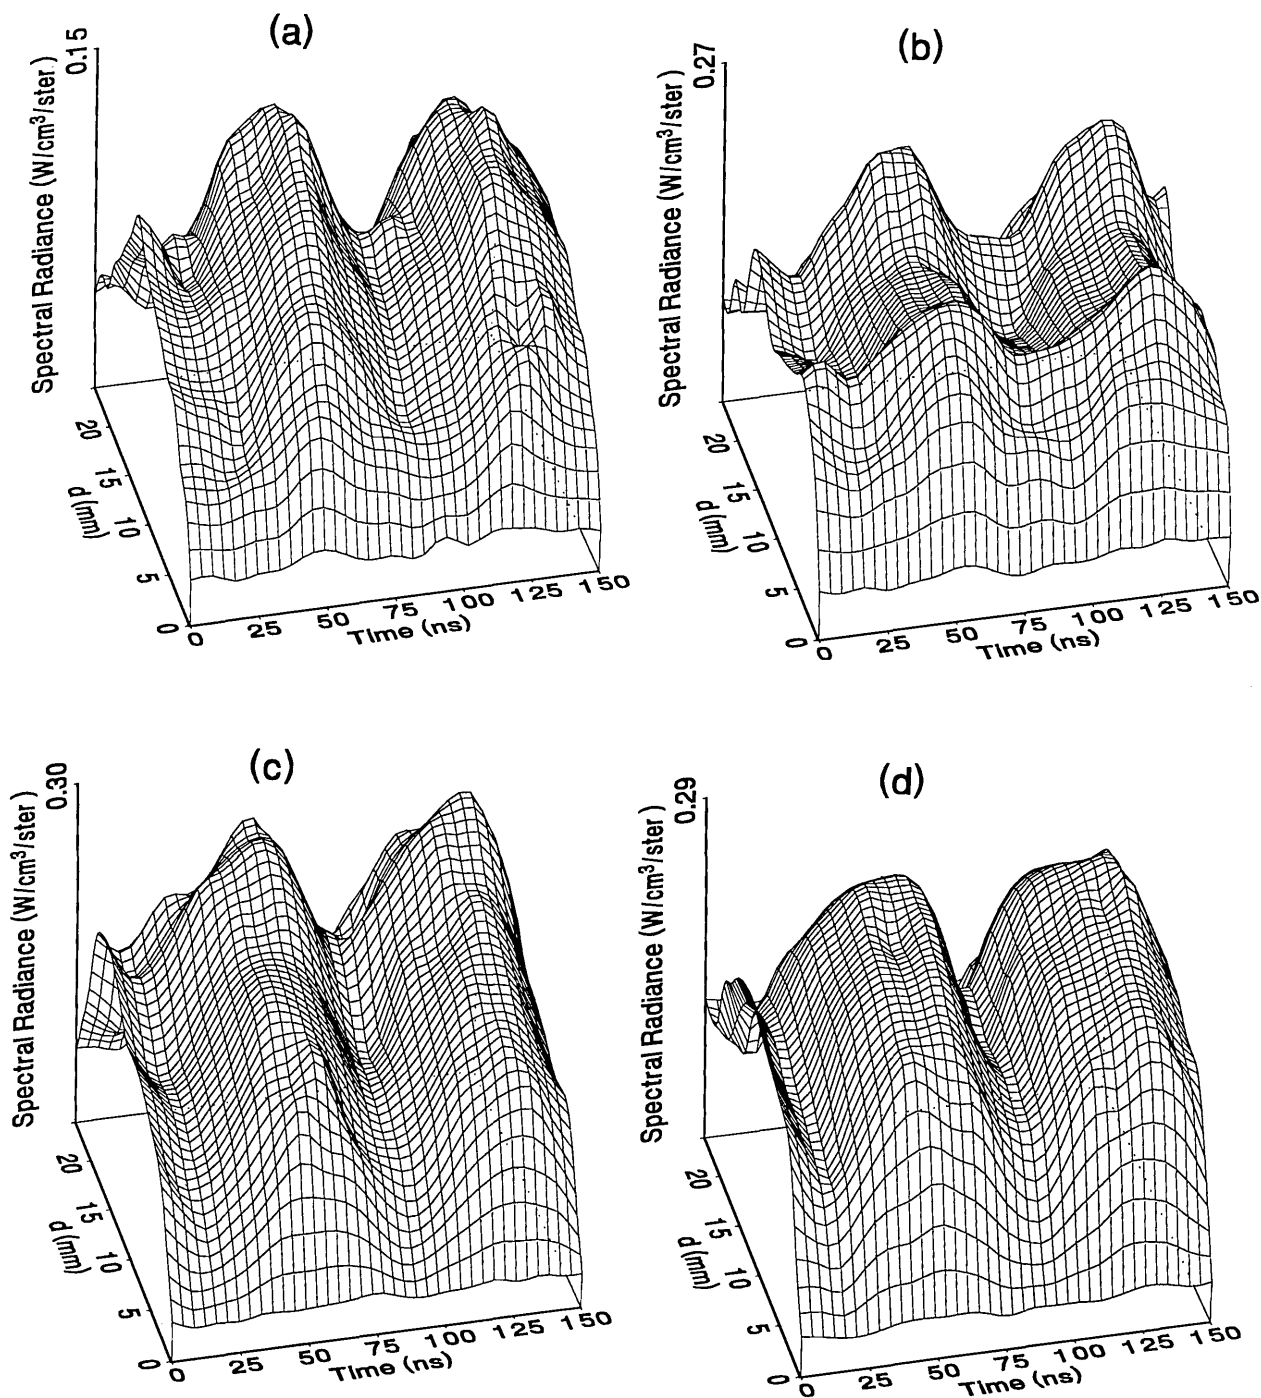 (a)
0.15
Spectral Radiance (W/cm³/ster.)
20
15
10
5
0
d (mm)
0 25 50 75 100 125 150
Time (ns)
(b)
0.27
Spectral Radiance (W/cm³/ster)
20
15
10
5
0
d (mm)
0 25 50 75 100 125 150
Time (ns)
(c)
0.30
Spectral Radiance (W/cm³/ster)
20
15
10
5
0
d (mm)
0 25 50 75 100 125 150
Time (ns)
(d)
0.29
Spectral Radiance (W/cm³/ster)
20
15
10
5
0
d (mm)
0 25 50 75 100 125 150
Time (ns)